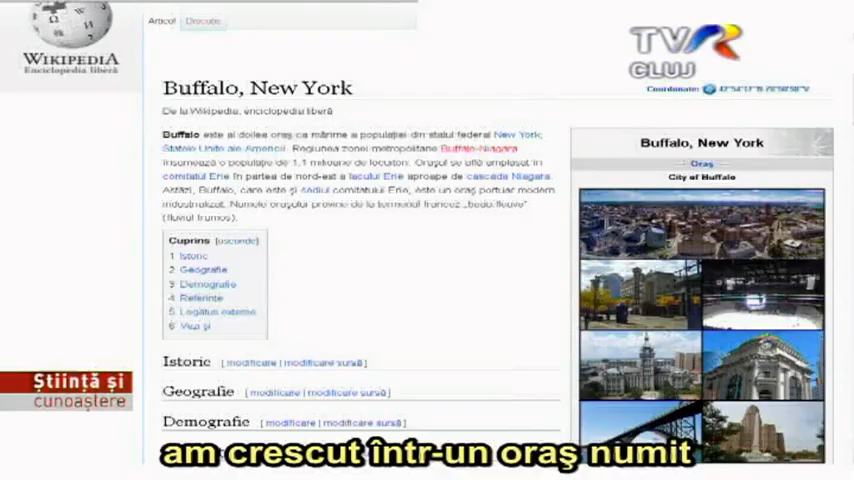 Articol Discuție
WIKIPEDIA
Enciclopedia liberă
TVR
CLUJ
Coordonate:
Buffalo, New York
De la Wikipedia, enciclopedia liberă
Buffalo este al doilea oraș ca mărime a populației din statul federal New York,
Statele Unite ale Americii. Regiunea zonei metropolitane Buffalo-Niagara
însumează o populație de 1,1 milioane de locuitori. Orașul se află amplasat în
comitatul Erie în partea de nord-est a lacului Erie aproape de cascada Niagara.
Astăzi, Buffalo, care este și sediul comitatului Erie, este un oraș portuar modern
industrializat. Numele orașului provine de la termenul francez „beau fleuve”
(fluviul frumos).
Buffalo, New York
Oraș
City of Buffalo
Cuprins [ascunde]
1 Istoric
2 Geografie
3 Demografie
4 Referințe
5 Legături externe
6 Vezi și
Istoric [modificare | modificare sursă]
Geografie [modificare | modificare sursă]
Demografie [modificare | modificare sursă]
Știință și
cunoaștere
am crescut într-un oraş numit